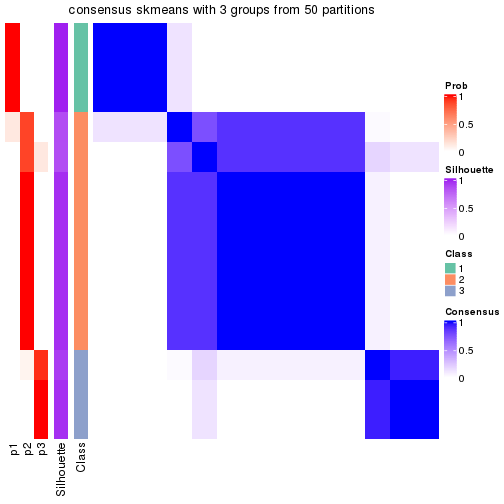 consensus skmeans with 3 groups from 50 partitions
Prob
1
0.5
0
Silhouette
1
0.5
0
Class
1
2
3
Consensus
1
0.5
0
p1
p2
p3
Silhouette
Class